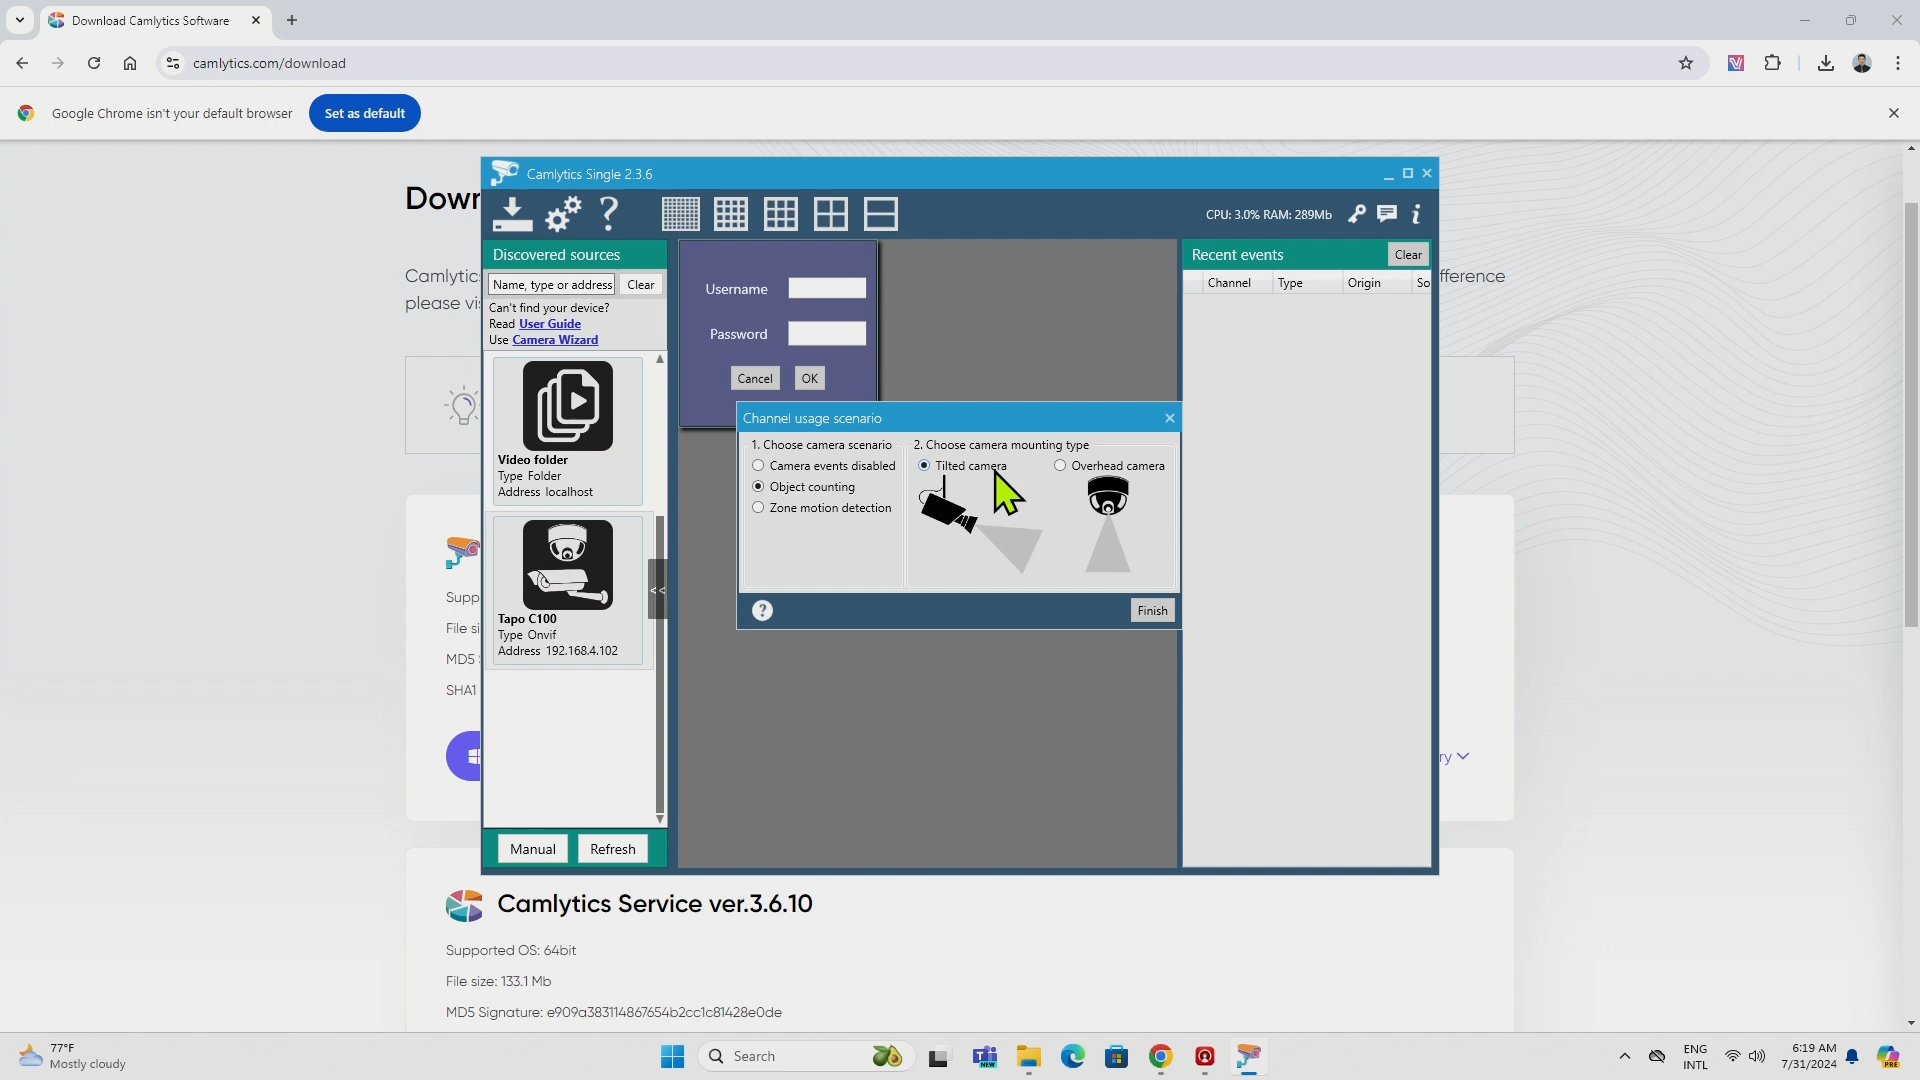 Download Camlytics Software
camlytics.com/download
Google Chrome isn't your default browser
Set as default
Camlytics Single 2.3.6
CPU: 3.0% RAM: 289Mb
Discovered sources
Name, type or address
Clear
Can't find your device?
Read User Guide
Use Camera Wizard
Video folder
Type Folder
Address localhost
Tapo C100
Type Onvif
Address 192.168.4.102
<<
Manual
Refresh
Username
Password
Cancel
OK
Channel usage scenario
1. Choose camera scenario
Camera events disabled
Object counting
Zone motion detection
2. Choose camera mounting type
Tilted camera
Overhead camera
Finish
Recent events
Clear
Channel
Type
Origin
So
Down
Camlytic
fference
please vi
Supp
File si
MD5
SHA1
ry
Camlytics Service ver.3.6.10
Supported OS: 64bit
File size: 133.1 Mb
MD5 Signature: e909a383114867654b2cc1c81428e0de
77°F
Mostly cloudy
Search
NEW
ENG
INTL
6:19 AM
7/31/2024
PRE